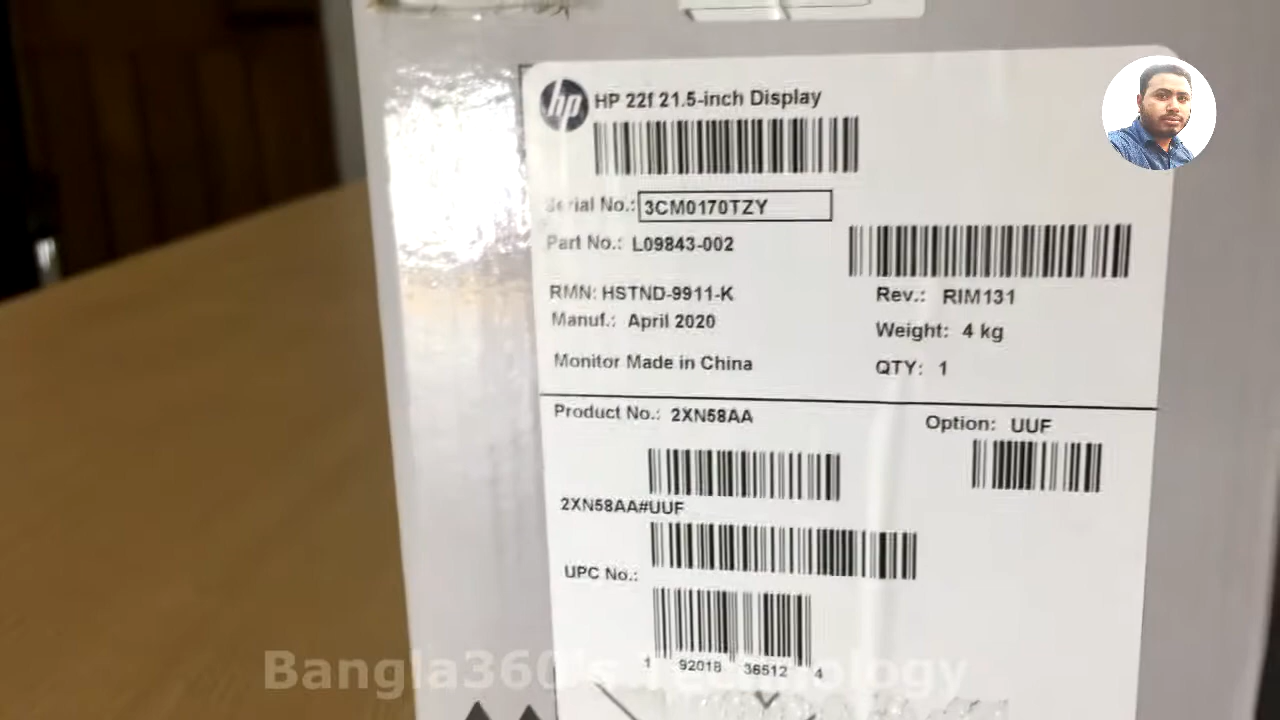 hp HP 22f 21.5-inch Display
Serial No.: 3CM0170TZY
Part No.: L09843-002
RMN: HSTND-9911-K
Rev.: RIM131
Manuf.: April 2020
Weight: 4 kg
Monitor Made in China
QTY: 1
Product No.: 2XN58AA
Option: UUF
2XN58AA#UUF
UPC No.:
1 92018 36512 4
Bangla360's Technology